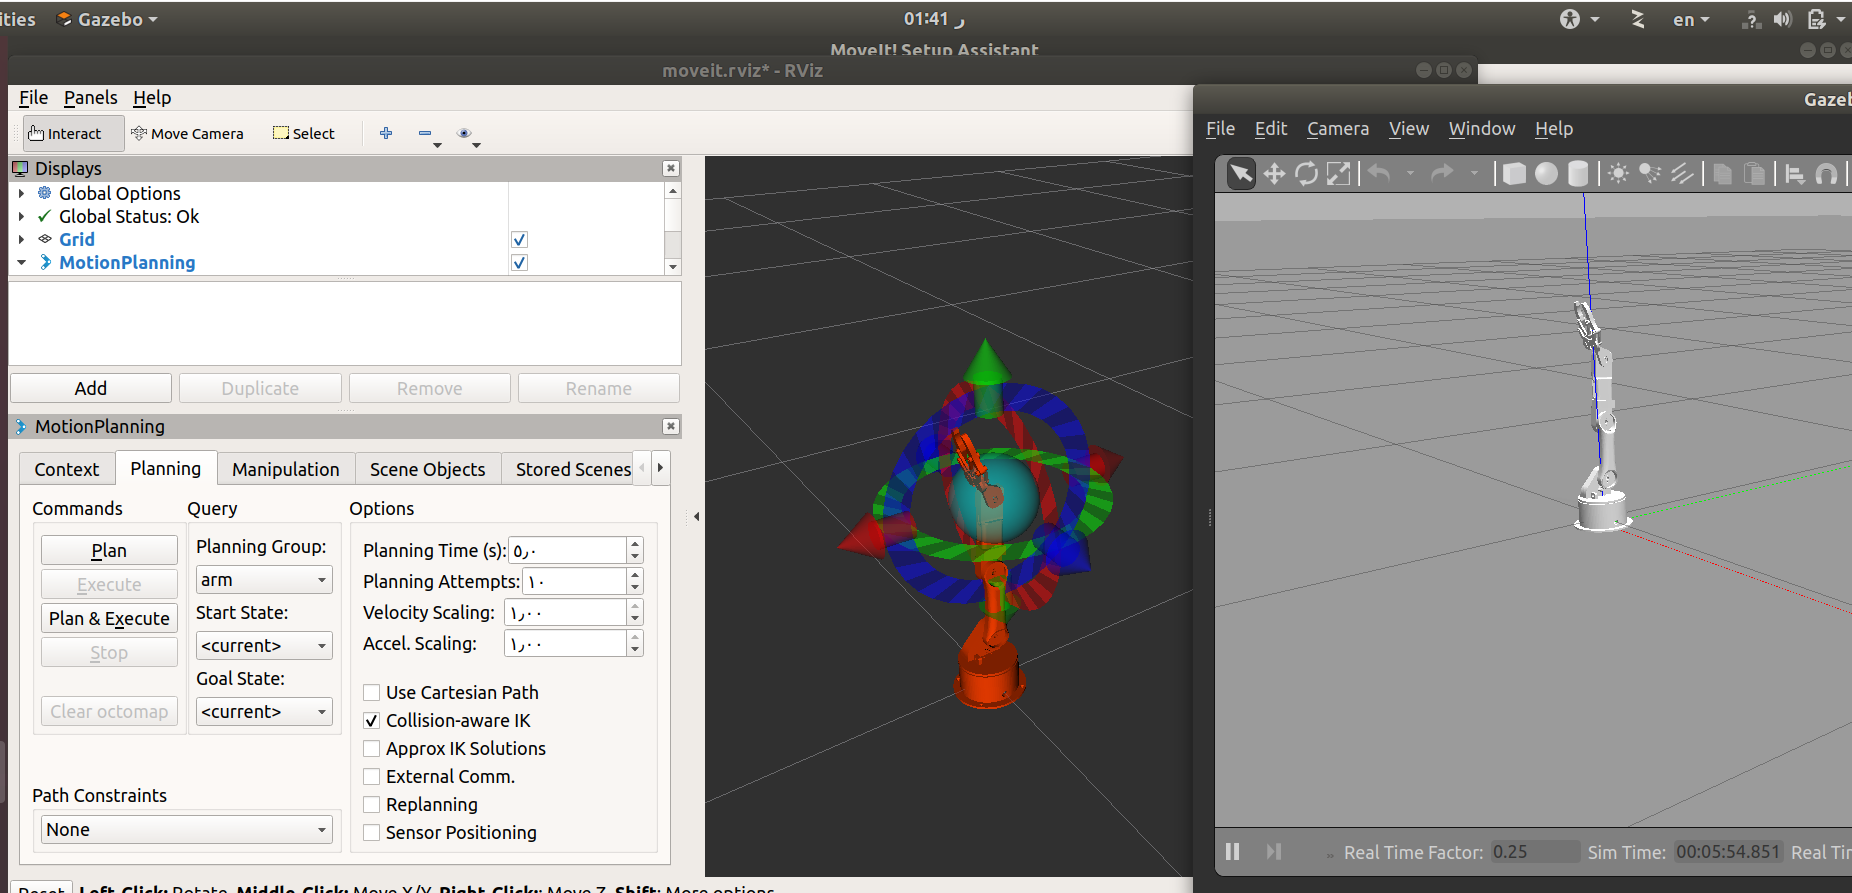 ities Gazebo ر 01:41 en
MoveIt! Setup Assistant
moveit.rviz* - RViz
File Panels Help
Interact Move Camera Select
Displays
Global Options
Global Status: Ok
Grid
MotionPlanning
Add Duplicate Remove Rename
MotionPlanning
Context Planning Manipulation Scene Objects Stored Scenes
Commands Query Options
Plan
Execute
Plan & Execute
Stop
Clear octomap
Planning Group:
arm
Start State:
<current>
Goal State:
<current>
Planning Time (s): ٥٫٠
Planning Attempts: ١٠
Velocity Scaling: ١٫٠٠
Accel. Scaling: ١٫٠٠
Use Cartesian Path
Collision-aware IK
Approx IK Solutions
External Comm.
Replanning
Sensor Positioning
Path Constraints
None
Reset Left-Click: Rotate. Middle-Click: Move X/Y. Right-Click:: Move Z. Shift: More options.
Gazeb
File Edit Camera View Window Help
Real Time Factor: 0.25 Sim Time: 00:05:54.851 Real Tir